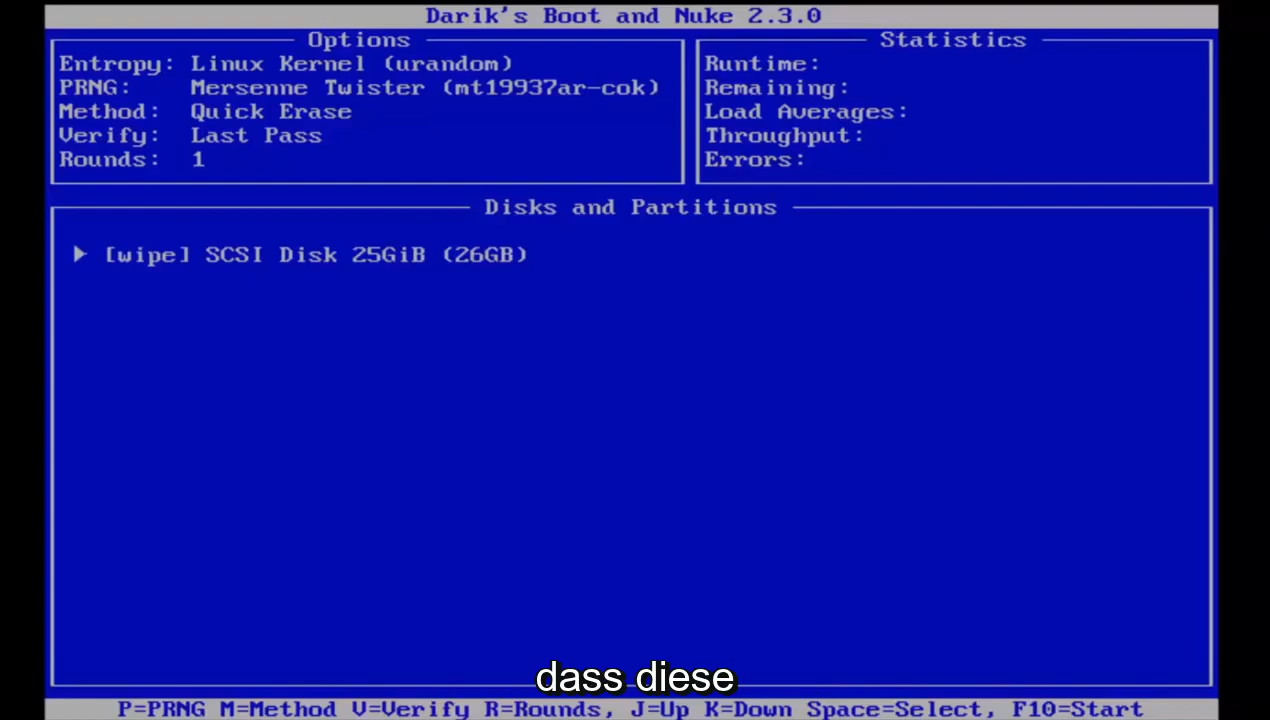 Darik's Boot and Nuke 2.3.0
Options
Entropy: Linux Kernel (urandom)
PRNG: Mersenne Twister (mt19937ar-cok)
Method: Quick Erase
Verify: Last Pass
Rounds: 1
Statistics
Runtime:
Remaining:
Load Averages:
Throughput:
Errors:
Disks and Partitions
[wipe] SCSI Disk 25GiB (26GB)
dass diese
P=PRNG M=Method V=Verify R=Rounds, J=Up K=Down Space=Select, F10=Start